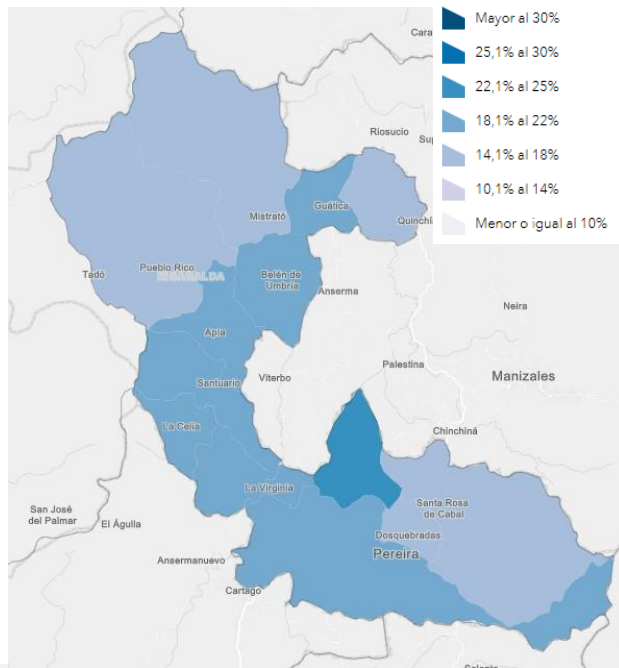 Mayor al 30%
25,1% al 30%
22,1% al 25%
18,1% al 22%
14,1% al 18%
10,1% al 14%
Menor o igual al 10%
Riosucio
Mistrató
Guática
Tadó
Pueblo Rico
RISARALDA
Belén de
Umbría
Anserma
Neira
Apía
Palestina
Santuario
Viterbo
Manizales
La Celia
Chinchiná
La Virginia
Santa Rosa
de Cabal
San José
del Palmar
El Águila
Dosquebradas
Pereira
Ansermanuevo
Cartago